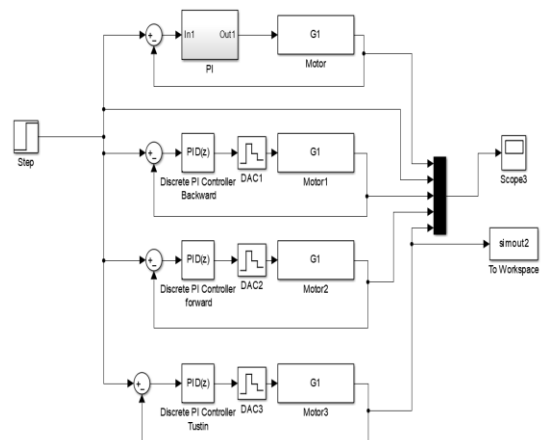 In1 Out1
PI
G1
Motor
Step
PID(z)
Discrete PI Controller
Backward
DAC1
G1
Motor1
Scope3
simout2
To Workspace
PID(z)
Discrete PI Controller
forward
DAC2
G1
Motor2
PID(z)
Discrete PI Controller
Tustin
DAC3
G1
Motor3